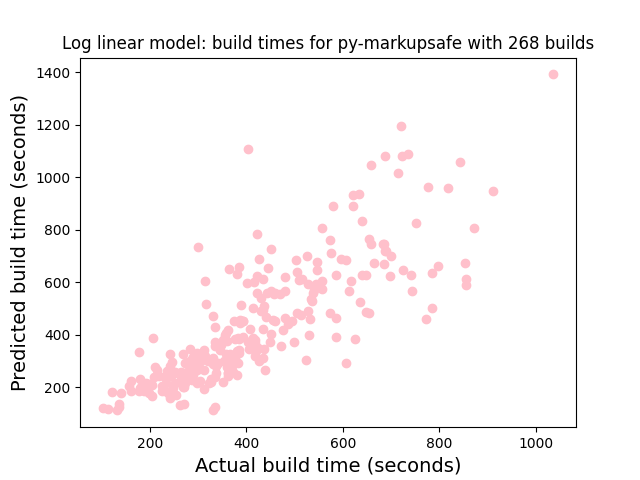 Log linear model: build times for py-markupsafe with 268 builds
1400
1200
1000
800
600
400
200
Predicted build time (seconds)
200 400 600 800 1000
Actual build time (seconds)